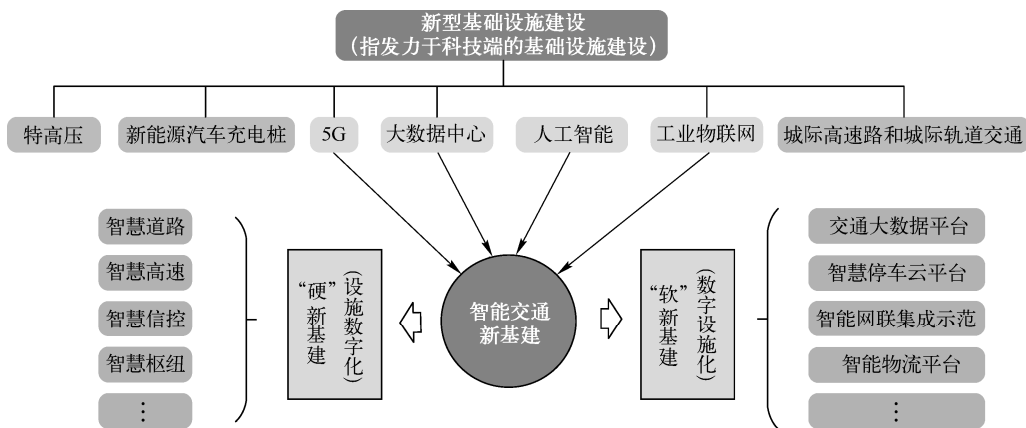 新型基础设施建设
（指发力于科技端的基础设施建设）
特高压
新能源汽车充电桩
5G
大数据中心
人工智能
工业物联网
城际高速路和城际轨道交通
智慧道路
智慧高速
智慧信控
智慧枢纽
⋮
“硬”新基建
（设施数字化）
智能交通
新基建
“软”新基建
（数字设施化）
交通大数据平台
智慧停车云平台
智能网联集成示范
智能物流平台
⋮